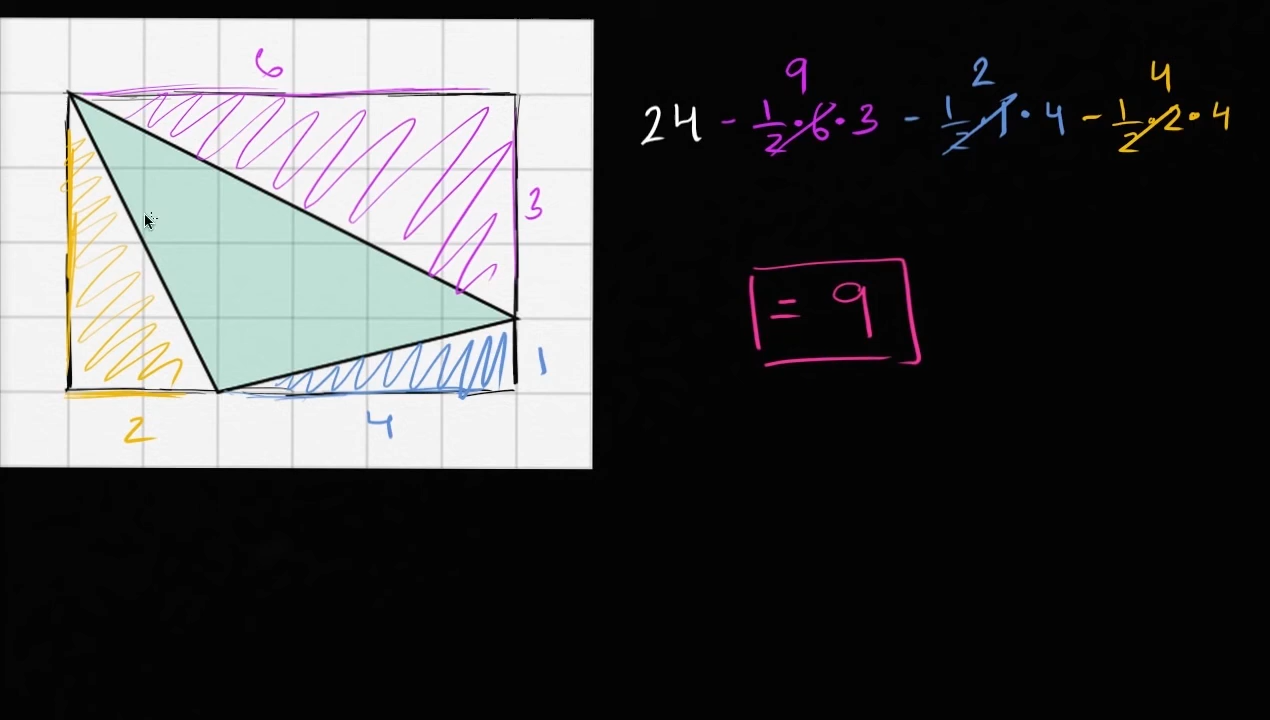 6
9 2 4
24 - 1/2 · 6 · 3 - 1/2 · 1 · 4 - 1/2 · 2 · 4
3
= 9
1
2 4